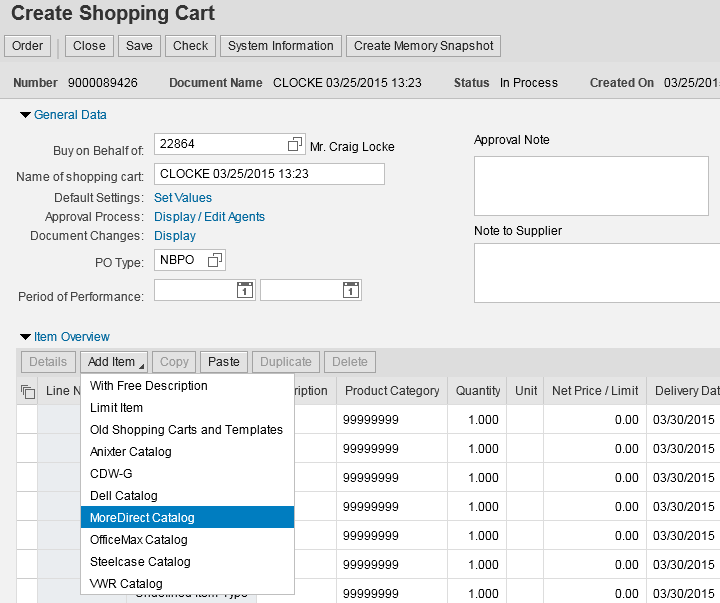 Create Shopping Cart
Order Close Save Check System Information Create Memory Snapshot
Number 9000089426 Document Name CLOCKE 03/25/2015 13:23 Status In Process Created On 03/25/201
General Data
Buy on Behalf of: 22864 Mr. Craig Locke
Name of shopping cart: CLOCKE 03/25/2015 13:23
Default Settings: Set Values
Approval Process: Display / Edit Agents
Document Changes: Display
PO Type: NBPO
Period of Performance: 1 1
Approval Note
Note to Supplier
Item Overview
Details Add Item Copy Paste Duplicate Delete
Line N ription Product Category Quantity Unit Net Price / Limit Delivery Dat
With Free Description
Limit Item
Old Shopping Carts and Templates
Anixter Catalog
CDW-G
Dell Catalog
MoreDirect Catalog
OfficeMax Catalog
Steelcase Catalog
VWR Catalog
99999999 1.000 0.00 03/30/2015
99999999 1.000 0.00 03/30/2015
99999999 1.000 0.00 03/30/2015
99999999 1.000 0.00 03/30/2015
99999999 1.000 0.00 03/30/2015
99999999 1.000 0.00 03/30/2015
Undefined Item Type 99999999 1.000 0.00 03/30/2015